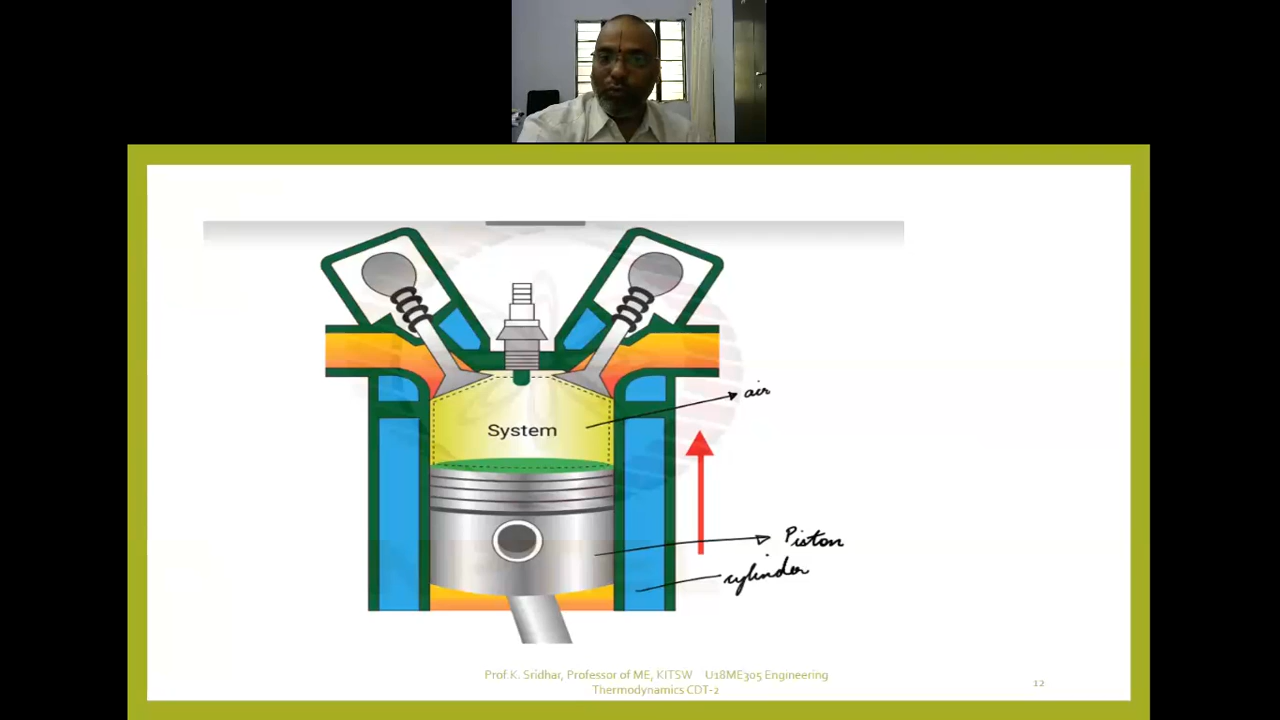 air
System
Piston
cylinder
Prof K. Sridhar, Professor of ME, KITSW U18ME305 Engineering
Thermodynamics CDT-2
12